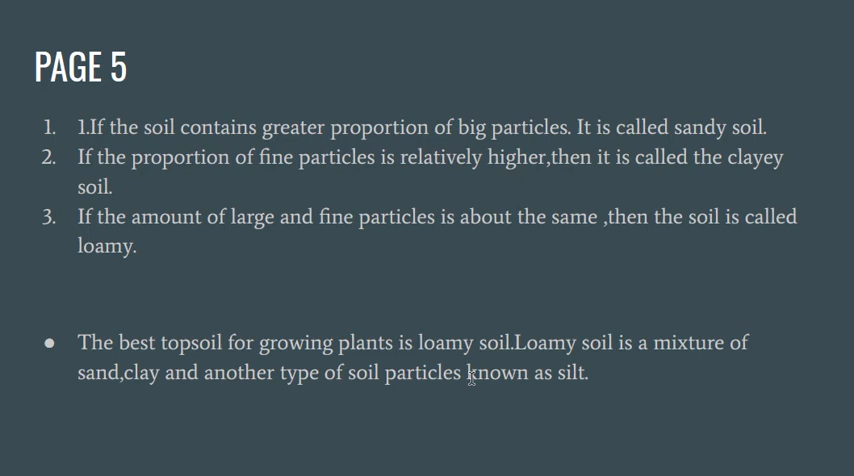 PAGE 5
1. 1.If the soil contains greater proportion of big particles. It is called sandy soil.
2. If the proportion of fine particles is relatively higher,then it is called the clayey
soil.
3. If the amount of large and fine particles is about the same ,then the soil is called
loamy.
● The best topsoil for growing plants is loamy soil.Loamy soil is a mixture of
sand,clay and another type of soil particles known as silt.